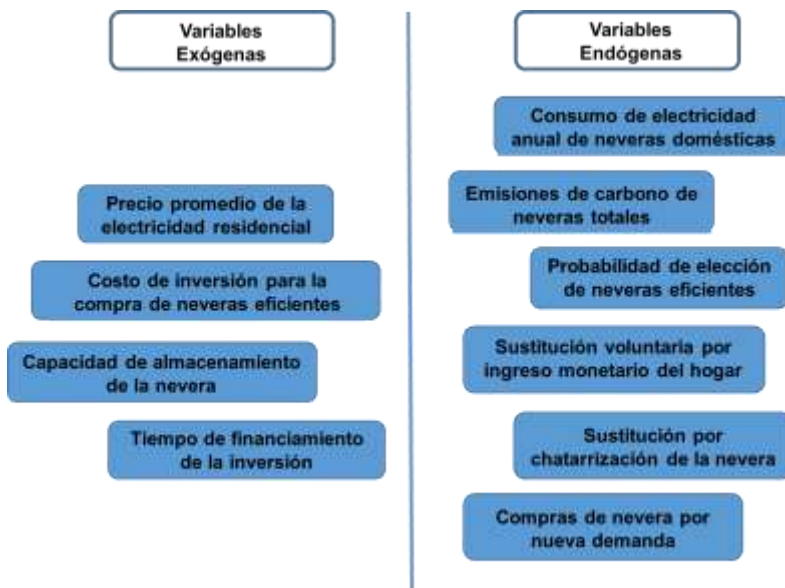 Variables
Exógenas
Precio promedio de la
electricidad residencial
Costo de inversión para la
compra de neveras eficientes
Capacidad de almacenamiento
de la nevera
Tiempo de financiamiento
de la inversión
Variables
Endógenas
Consumo de electricidad
anual de neveras domésticas
Emisiones de carbono de
neveras totales
Probabilidad de elección
de neveras eficientes
Sustitución voluntaria por
ingreso monetario del hogar
Sustitución por
chatarrización de la nevera
Compras de nevera por
nueva demanda